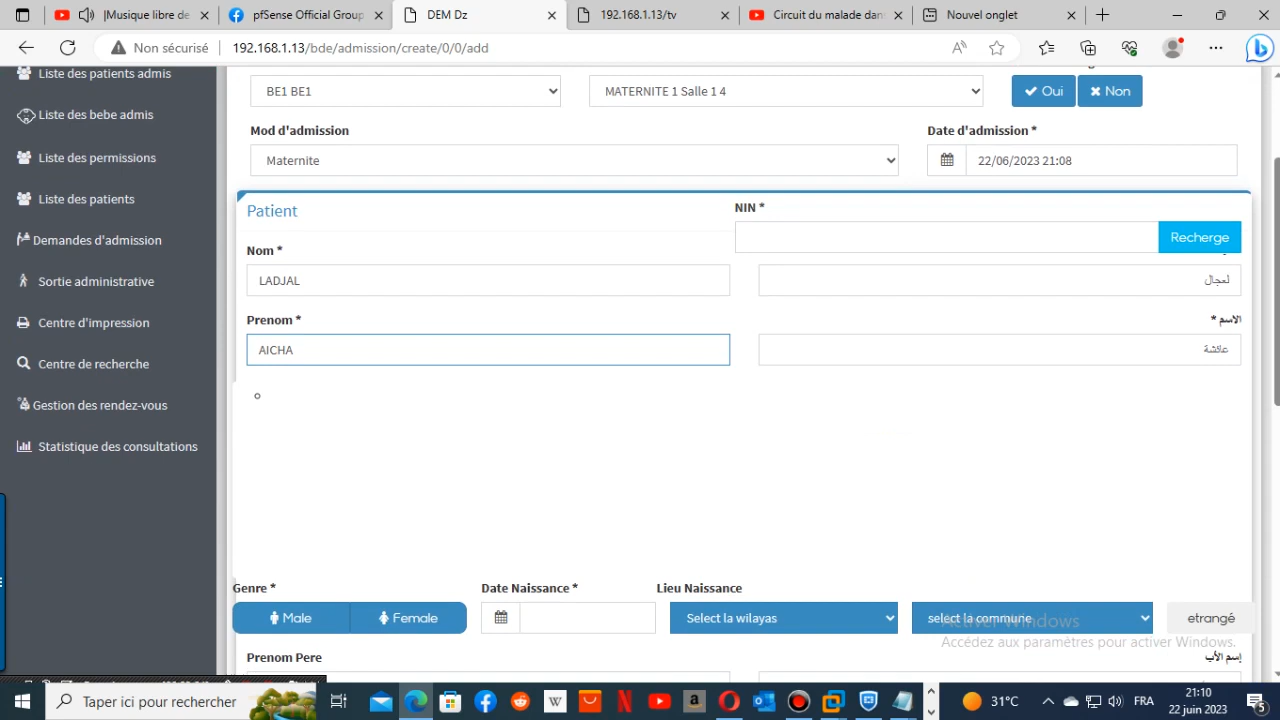 |Musique libre de
pfSense Official Group
DEM Dz
192.168.1.13/tv
Circuit du malade dans
Nouvel onglet
Non sécurisé
192.168.1.13/bde/admission/create/0/0/add
Liste des patients admis
Liste des bebe admis
Liste des permissions
Liste des patients
Demandes d'admission
Sortie administrative
Centre d'impression
Centre de recherche
Gestion des rendez-vous
Statistique des consultations
BE1 BE1
MATERNITE 1 Salle 1 4
Oui
Non
Mod d'admission
Date d'admission *
Maternite
22/06/2023 21:08
Patient
NIN *
Recherge
Nom *
LADJAL
لعجال
Prenom *
الاسم *
AICHA
عائشة
Genre *
Date Naissance *
Lieu Naissance
Male
Female
Select la wilayas
select la commune
etrangé
Activer Windows
Accédez aux paramètres pour activer Windows.
Prenom Pere
إسم الأب
Taper ici pour rechercher
31°C
FRA
21:10
22 juin 2023
5